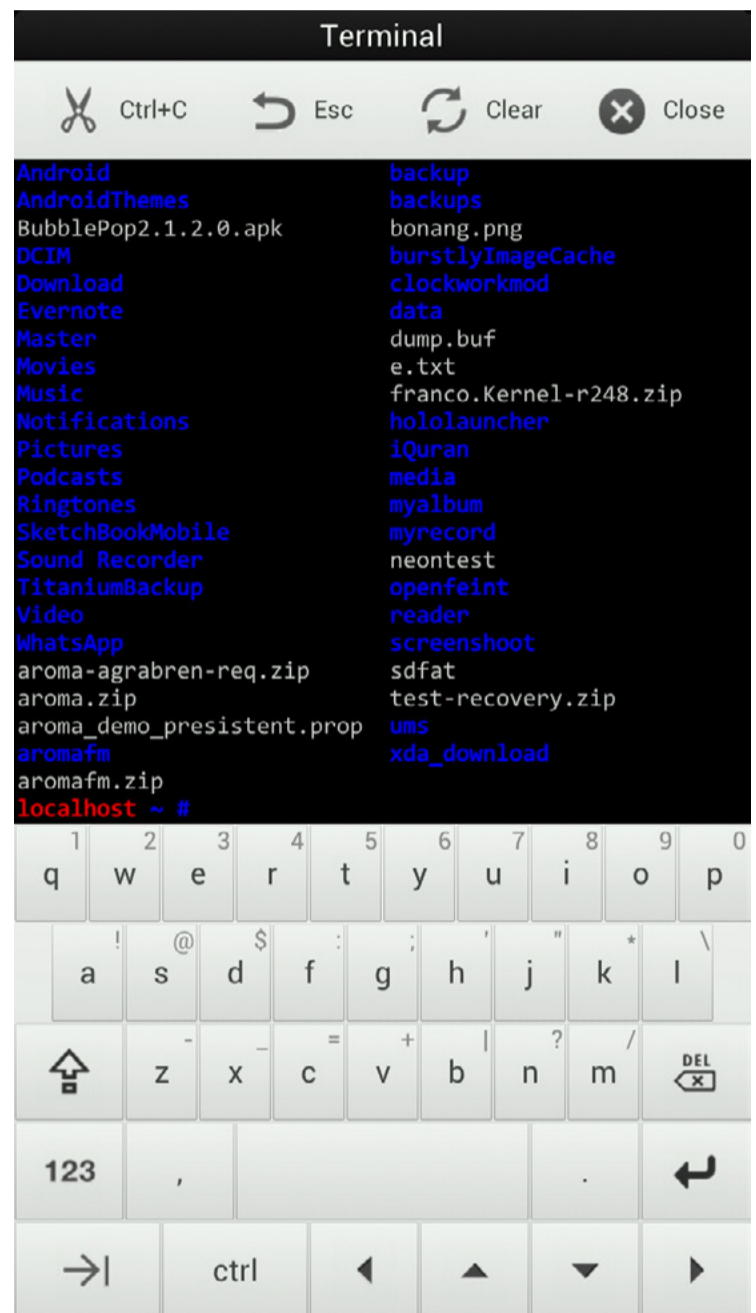 Terminal
Ctrl+C Esc Clear Close
Android backup
AndroidThemes backups
BubblePop2.1.2.0.apk bonang.png
DCIM burstlyImageCache
Download clockworkmod
Evernote data
Master dump.buf
Movies e.txt
Music franco.Kernel-r248.zip
Notifications hololauncher
Pictures iQuran
Podcasts media
Ringtones myalbum
SketchBookMobile myrecord
Sound Recorder neontest
TitaniumBackup openfeint
Video reader
WhatsApp screenshoot
aroma-agrabren-req.zip sdfat
aroma.zip test-recovery.zip
aroma_demo_presistent.prop ums
aromafm xda_download
aromafm.zip
localhost ~ #
1 2 3 4 5 6 7 8 9 0
q w e r t y u i o p
! @ $ : ; ' " * \
a s d f g h j k l
- _ = + | ? /
z x c v b n m DEL
123 , .
ctrl